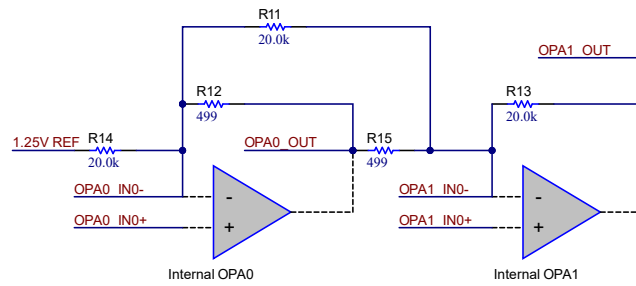 R11
20.0k
OPA1_OUT
R12
499
R13
20.0k
1.25V REF
R14
20.0k
OPA0_OUT
R15
499
OPA0_IN0-
OPA0_IN0+
-
+
OPA1_IN0-
OPA1_IN0+
-
+
Internal OPA0
Internal OPA1